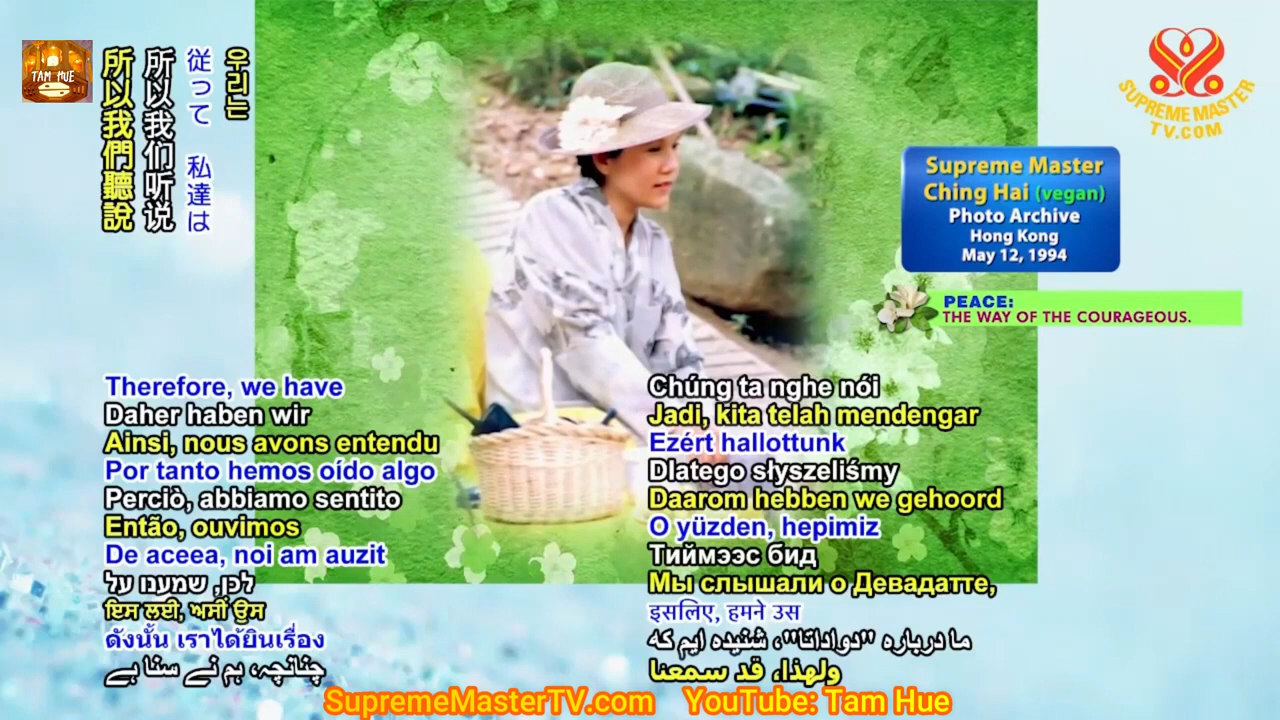 TAM HUE
所以我們聽說
所以我们听说
従って 私達は
우리는
SUPREME MASTER
TV.COM
Supreme Master
Ching Hai (vegan)
Photo Archive
Hong Kong
May 12, 1994
PEACE:
THE WAY OF THE COURAGEOUS.
Therefore, we have
Daher haben wir
Ainsi, nous avons entendu
Por tanto hemos oído algo
Perciò, abbiamo sentito
Então, ouvimos
De aceea, noi am auzit
לכן, שמענו על
ਇਸ ਲਈ, ਅਸੀਂ ਉਸ
ดังนั้น เราได้ยินเรื่อง
چنانچہ، ہم نے سنا ہے
Chúng ta nghe nói
Jadi, kita telah mendengar
Ezért hallottunk
Dlatego słyszeliśmy
Daarom hebben we gehoord
O yüzden, hepimiz
Тиймээс бид
Мы слышали о Девадатте,
इसलिए, हमने उस
ما درباره "دواداتا"، شنیده ایم که
ولهذا، قد سمعنا
SupremeMasterTV.com YouTube: Tam Hue